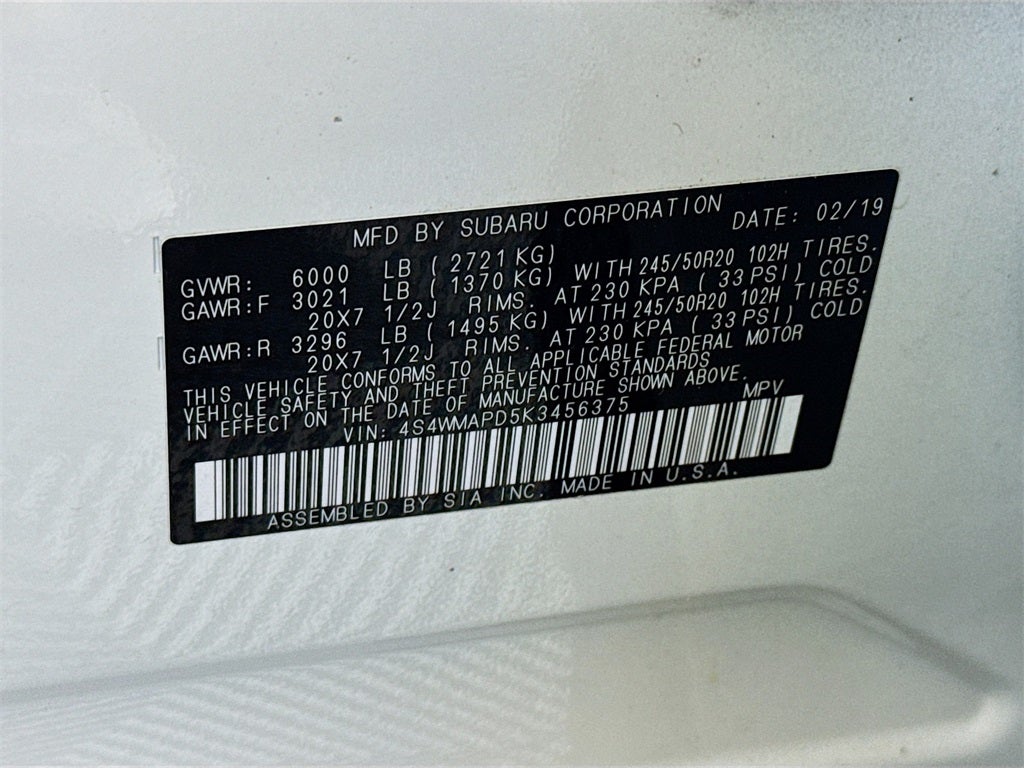 MFD BY SUBARU CORPORATION DATE: 02/19
GVWR: 6000 LB ( 2721 KG)
GAWR:F 3021 LB ( 1370 KG) WITH 245/50R20 102H TIRES.
20X7 1/2J RIMS. AT 230 KPA ( 33 PSI) COLD
GAWR:R 3296 LB ( 1495 KG) WITH 245/50R20 102H TIRES.
20X7 1/2J RIMS. AT 230 KPA ( 33 PSI) COLD
THIS VEHICLE CONFORMS TO ALL APPLICABLE FEDERAL MOTOR
VEHICLE SAFETY AND THEFT PREVENTION STANDARDS
IN EFFECT ON THE DATE OF MANUFACTURE SHOWN ABOVE.
VIN: 4S4WMAPD5K3456375 MPV
ASSEMBLED BY SIA INC. MADE IN U.S.A.